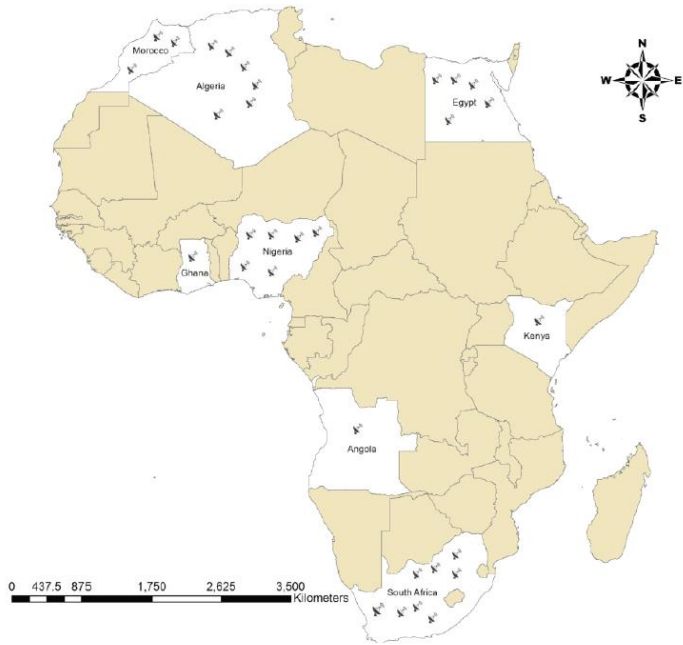 N
W E
S
Morocco
Algeria
Egypt
Nigeria
Ghana
Kenya
Angola
South Africa
0 437.5 875 1,750 2,625 3,500
Kilometers